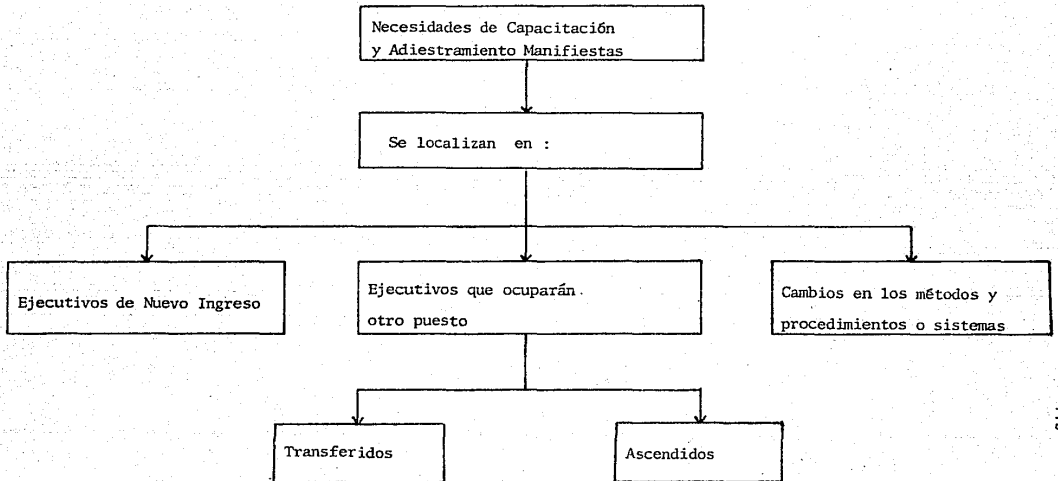 Necesidades de Capacitación
y Adiestramiento Manifiestas
Se localizan en :
Ejecutivos de Nuevo Ingreso
Ejecutivos que ocuparán
otro puesto
Cambios en los métodos y
procedimientos o sistemas
Transferidos
Ascendidos